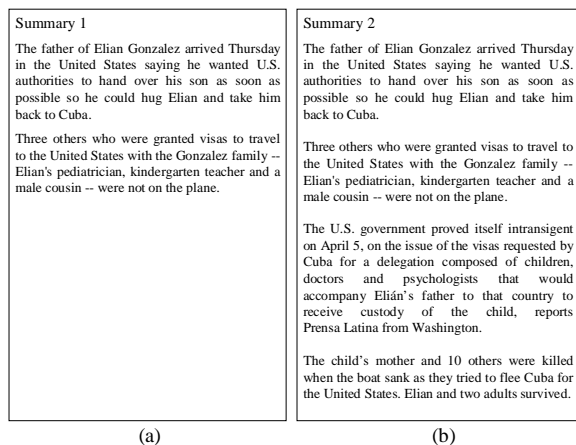 Summary 1
The father of Elian Gonzalez arrived Thursday
in the United States saying he wanted U.S.
authorities to hand over his son as soon as
possible so he could hug Elian and take him
back to Cuba.
Three others who were granted visas to travel
to the United States with the Gonzalez family --
Elian's pediatrician, kindergarten teacher and a
male cousin -- were not on the plane.
(a)
Summary 2
The father of Elian Gonzalez arrived Thursday
in the United States saying he wanted U.S.
authorities to hand over his son as soon as
possible so he could hug Elian and take him
back to Cuba.
Three others who were granted visas to travel
to the United States with the Gonzalez family --
Elian's pediatrician, kindergarten teacher and a
male cousin -- were not on the plane.
The U.S. government proved itself intransigent
on April 5, on the issue of the visas requested by
Cuba for a delegation composed of children,
doctors and psychologists that would
accompany Elián’s father to that country to
receive custody of the child, reports
Prensa Latina from Washington.
The child’s mother and 10 others were killed
when the boat sank as they tried to flee Cuba for
the United States. Elian and two adults survived.
(b)